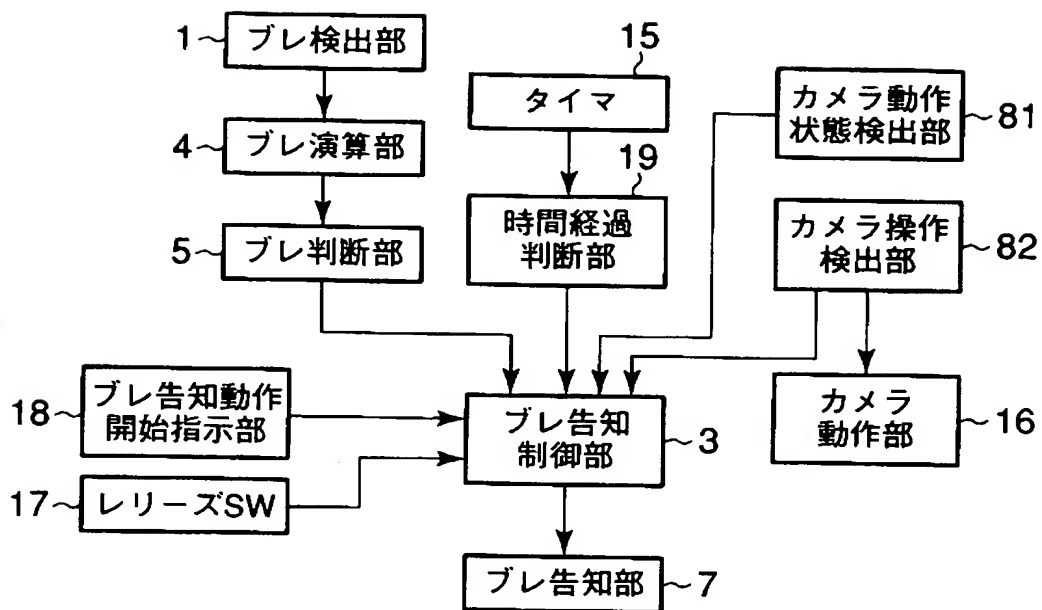 1
ブレ検出部
15
タイマ
カメラ動作
状態検出部
81
4
ブレ演算部
19
時間経過
判断部
カメラ操作
検出部
82
5
ブレ判断部
18
ブレ告知動作
開始指示部
ブレ告知
制御部
3
カメラ
動作部
16
17
レリーズSW
ブレ告知部
7